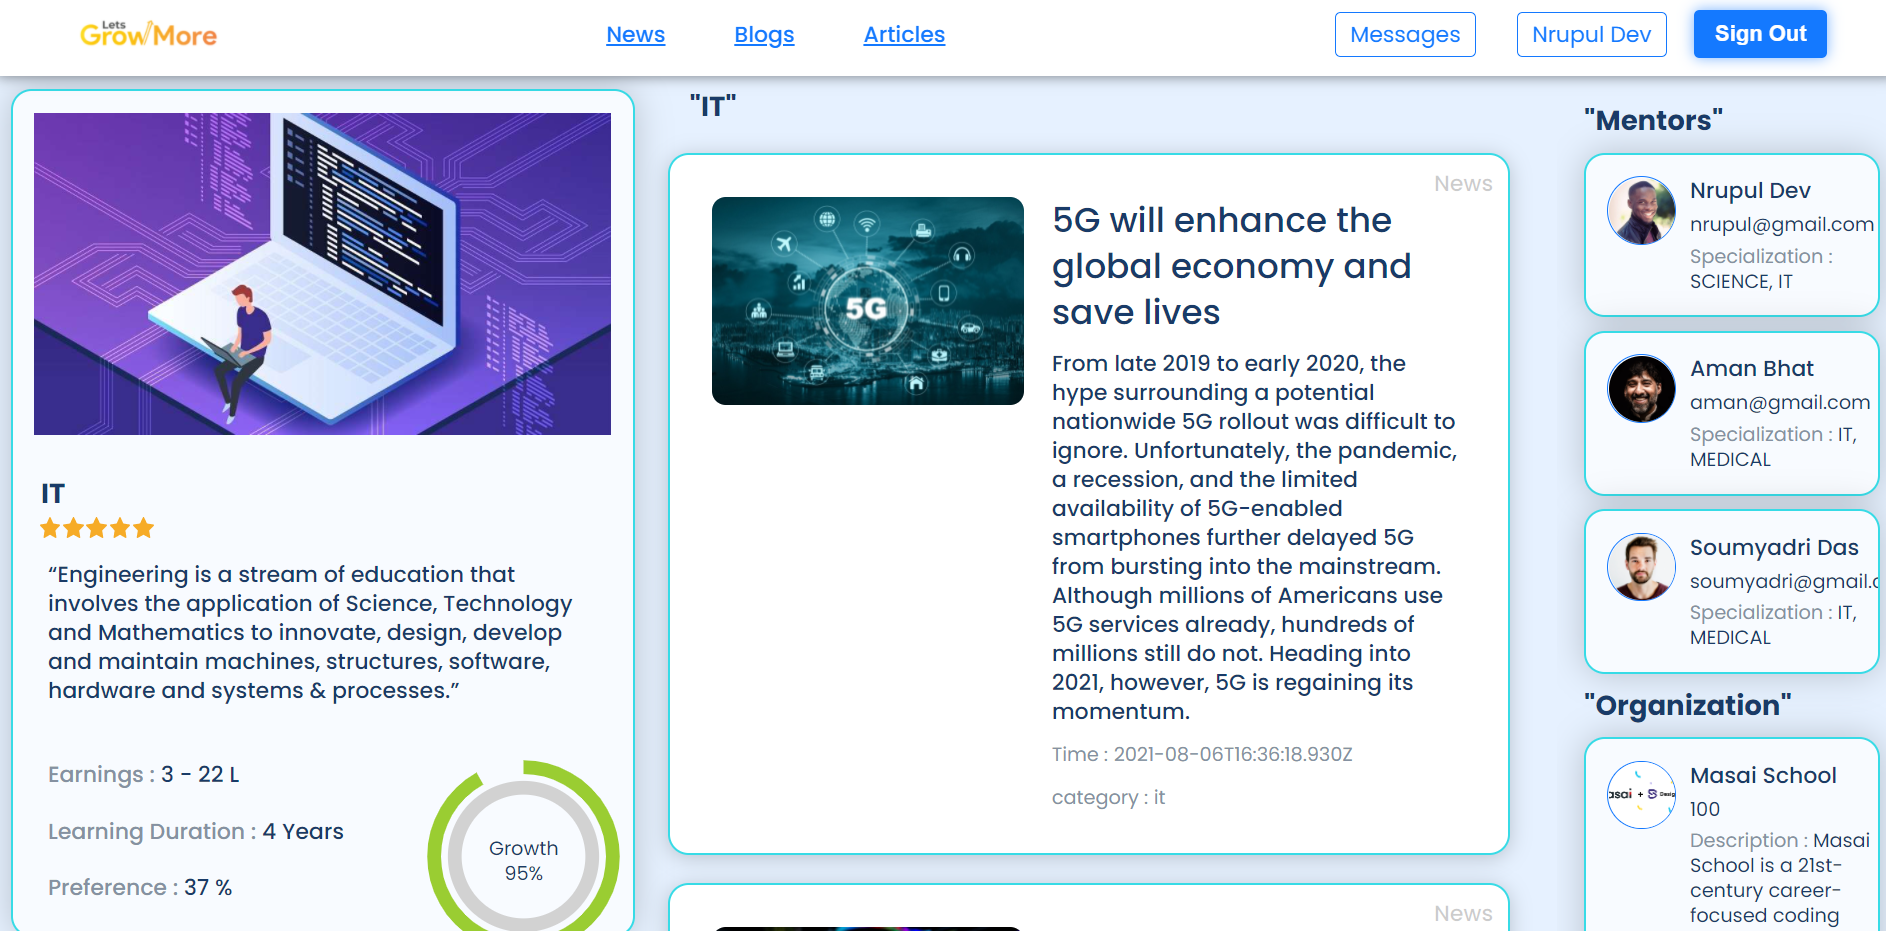 Lets
GrowMore
News
Blogs
Articles
Messages
Nrupul Dev
Sign Out
IT
“Engineering is a stream of education that
involves the application of Science, Technology
and Mathematics to innovate, design, develop
and maintain machines, structures, software,
hardware and systems & processes.”
Earnings : 3 - 22 L
Learning Duration : 4 Years
Preference : 37 %
Growth
95%
"IT"
News
5G
5G will enhance the
global economy and
save lives
From late 2019 to early 2020, the
hype surrounding a potential
nationwide 5G rollout was difficult to
ignore. Unfortunately, the pandemic,
a recession, and the limited
availability of 5G-enabled
smartphones further delayed 5G
from bursting into the mainstream.
Although millions of Americans use
5G services already, hundreds of
millions still do not. Heading into
2021, however, 5G is regaining its
momentum.
Time : 2021-08-06T16:36:18.930Z
category : it
News
"Mentors"
Nrupul Dev
nrupul@gmail.com
Specialization :
SCIENCE, IT
Aman Bhat
aman@gmail.com
Specialization : IT,
MEDICAL
Soumyadri Das
soumyadri@gmail.c
Specialization : IT,
MEDICAL
"Organization"
asai + Desig
Masai School
100
Description : Masai
School is a 21st-
century career-
focused coding